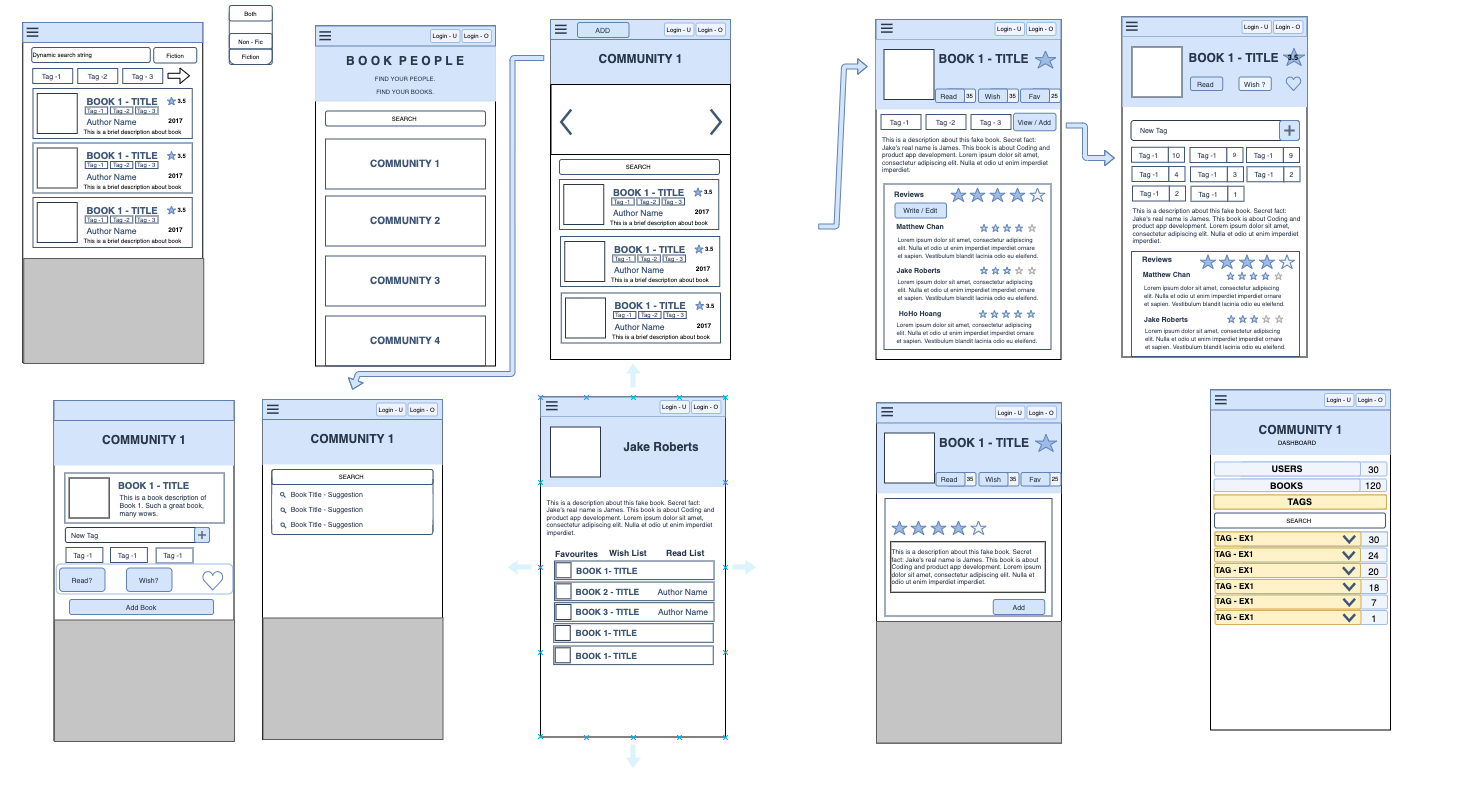 Dynamic search string
Fiction
Tag -1
Tag -2
Tag - 3
BOOK 1 - TITLE
3.5
Tag -1
Tag -2
Tag - 3
Author Name
2017
This is a brief description about book
BOOK 1 - TITLE
3.5
Tag -1
Tag -2
Tag - 3
Author Name
2017
This is a brief description about book
BOOK 1 - TITLE
3.5
Tag -1
Tag -2
Tag - 3
Author Name
2017
This is a brief description about book
Both
Non - Fic
Fiction
Login - U
Login - O
BOOK PEOPLE
FIND YOUR PEOPLE.
FIND YOUR BOOKS.
SEARCH
COMMUNITY 1
COMMUNITY 2
COMMUNITY 3
COMMUNITY 4
ADD
Login - U
Login - O
COMMUNITY 1
SEARCH
BOOK 1 - TITLE
3.5
Tag -1
Tag -2
Tag - 3
Author Name
2017
This is a brief description about book
BOOK 1 - TITLE
3.5
Tag -1
Tag -2
Tag - 3
Author Name
2017
This is a brief description about book
BOOK 1 - TITLE
3.5
Tag -1
Tag -2
Tag - 3
Author Name
2017
This is a brief description about book
Login - U
Login - O
BOOK 1 - TITLE
Read
35
Wish
35
Fav
25
Tag -1
Tag -2
Tag - 3
View / Add
This is a description about this fake book. Secret fact:
Jake's real name is James. This book is about Coding and
product app development. Lorem ipsum dolor sit amet,
consectetur adipiscing elit. Nulla et odio ut enim imperdiet
imperdiet.
Reviews
Write / Edit
Matthew Chan
Lorem ipsum dolor sit amet, consectetur adipiscing
elit. Nulla et odio ut enim imperdiet imperdiet ornare
et sapien. Vestibulum blandit lacinia odio eu eleifend.
Jake Roberts
Lorem ipsum dolor sit amet, consectetur adipiscing
elit. Nulla et odio ut enim imperdiet imperdiet ornare
et sapien. Vestibulum blandit lacinia odio eu eleifend.
HoHo Hoang
Lorem ipsum dolor sit amet, consectetur adipiscing
elit. Nulla et odio ut enim imperdiet imperdiet ornare
et sapien. Vestibulum blandit lacinia odio eu eleifend.
Login - U
Login - O
BOOK 1 - TITLE
3.5
Read
Wish ?
New Tag
Tag -1
10
Tag -1
9
Tag -1
9
Tag -1
4
Tag -1
3
Tag -1
2
Tag -1
2
Tag -1
1
This is a description about this fake book. Secret fact:
Jake's real name is James. This book is about Coding and
product app development. Lorem ipsum dolor sit amet,
consectetur adipiscing elit. Nulla et odio ut enim imperdiet
imperdiet.
Reviews
Matthew Chan
Lorem ipsum dolor sit amet, consectetur adipiscing
elit. Nulla et odio ut enim imperdiet imperdiet ornare
et sapien. Vestibulum blandit lacinia odio eu eleifend.
Jake Roberts
Lorem ipsum dolor sit amet, consectetur adipiscing
elit. Nulla et odio ut enim imperdiet imperdiet ornare
et sapien. Vestibulum blandit lacinia odio eu eleifend.
COMMUNITY 1
BOOK 1 - TITLE
This is a book description of
Book 1. Such a great book,
many wows.
New Tag
Tag -1
Tag -1
Tag -1
Read?
Wish?
Add Book
Login - U
Login - O
COMMUNITY 1
SEARCH
Book Title - Suggestion
Book Title - Suggestion
Book Title - Suggestion
Login - U
Login - O
Jake Roberts
This is a description about this fake book. Secret fact:
Jake's real name is James. This book is about Coding and
product app development. Lorem ipsum dolor sit amet,
consectetur adipiscing elit. Nulla et odio ut enim imperdiet
imperdiet.
Favourites
Wish List
Read List
BOOK 1- TITLE
BOOK 2 - TITLE
Author Name
BOOK 3 - TITLE
Author Name
BOOK 1- TITLE
BOOK 1- TITLE
Login - U
Login - O
BOOK 1 - TITLE
Read
35
Wish
35
Fav
25
This is a description about this fake book. Secret
fact: Jake's real name is James. This book is about
Coding and product app development. Lorem ipsum
dolor sit amet, consectetur adipiscing elit. Nulla et
odio ut enim imperdiet imperdiet.
Add
Login - U
Login - O
COMMUNITY 1
DASHBOARD
USERS
30
BOOKS
120
TAGS
SEARCH
TAG - EX1
30
TAG - EX1
24
TAG - EX1
20
TAG - EX1
18
TAG - EX1
7
TAG - EX1
1